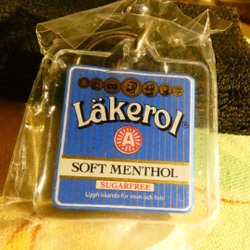 Läkerol
A
SOFT MENTHOL
SUGARFREE
Uppfriskande för mun och hals